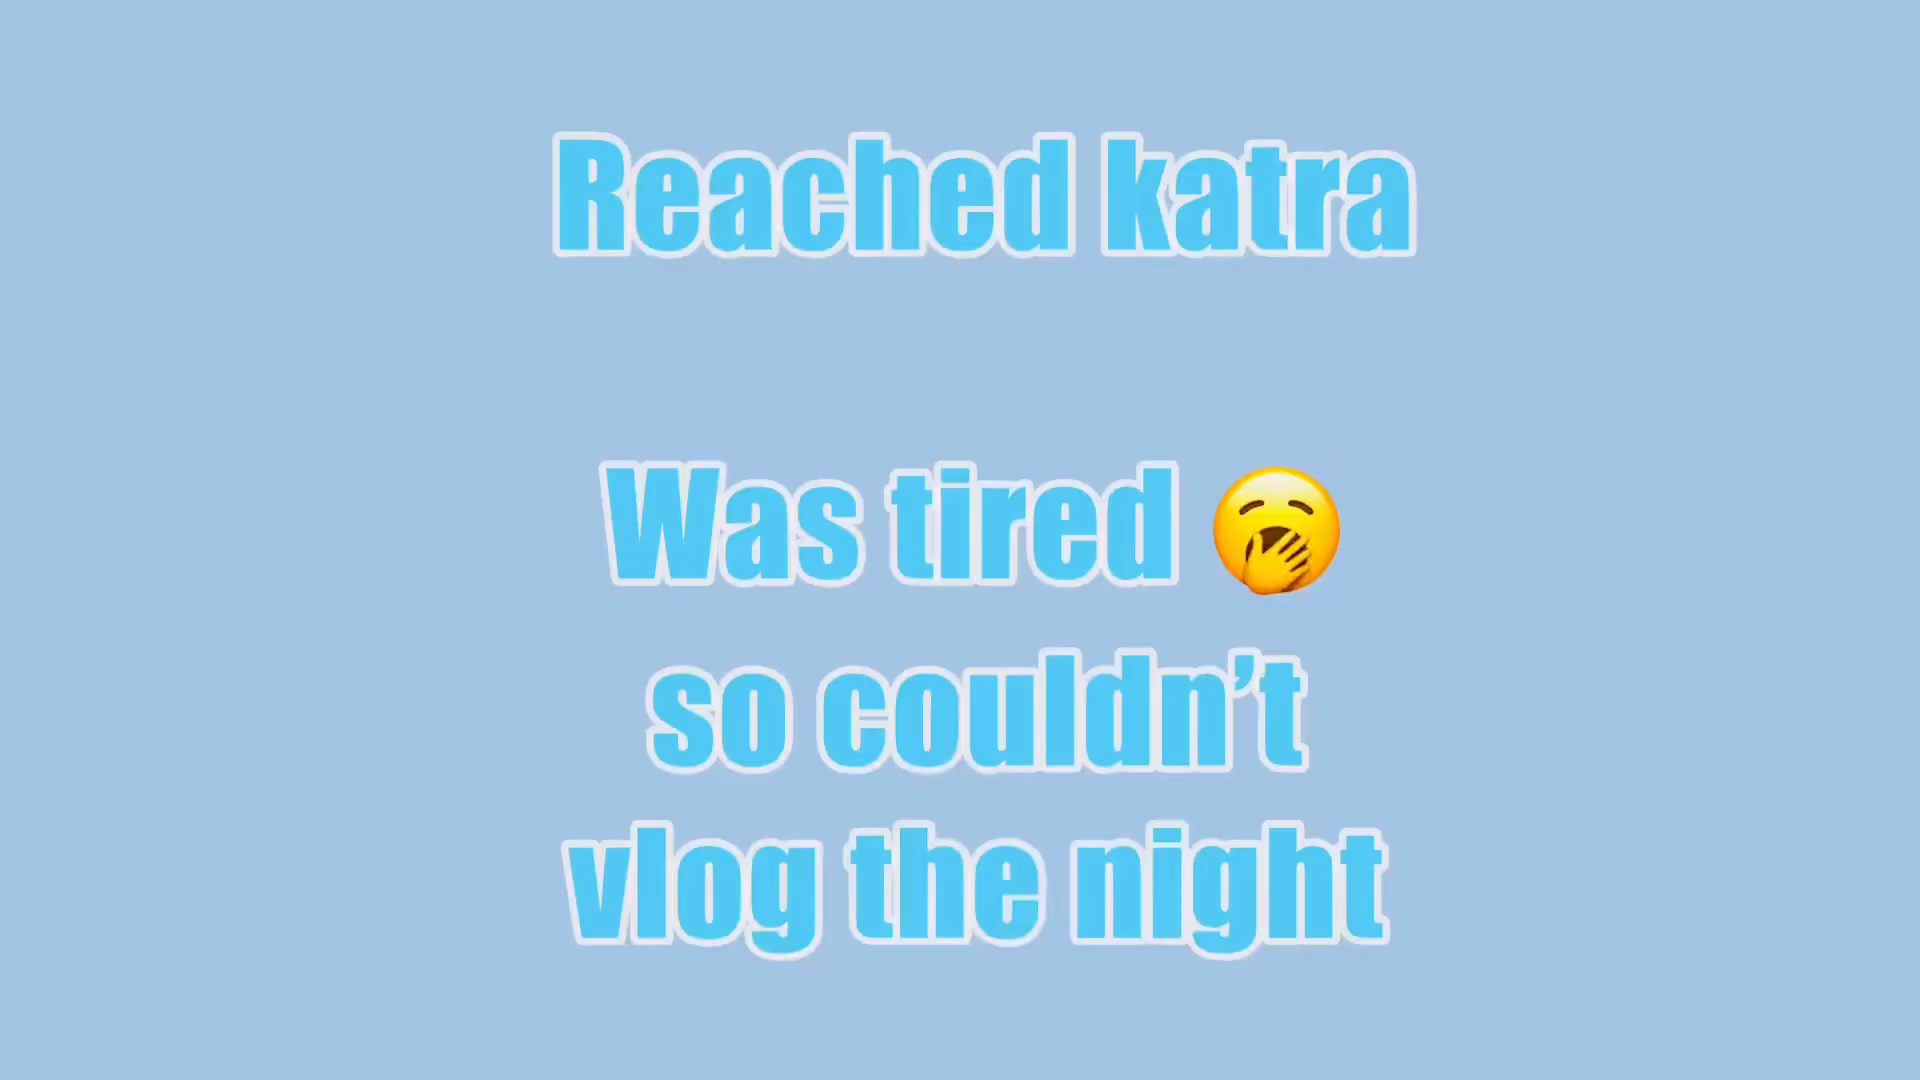 Reached katra
Was tired 🥱
so couldn’t
vlog the night